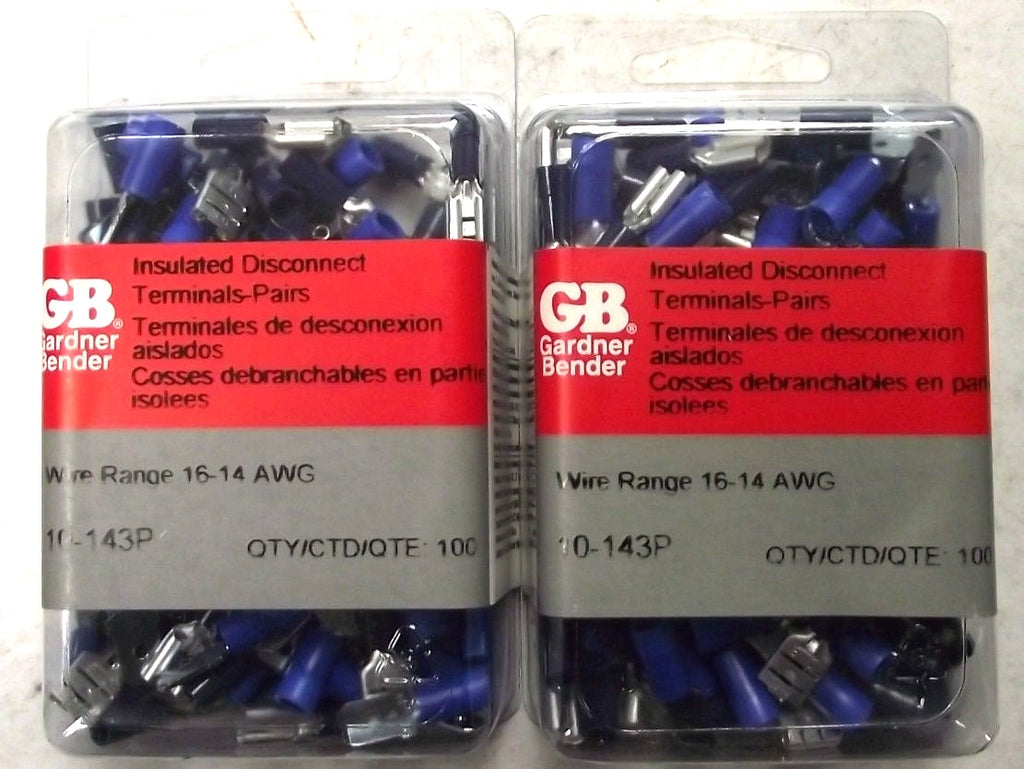 GB®
Gardner
Bender
Insulated Disconnect
Terminals-Pairs
Terminales de desconexion
aislados
Cosses debranchables en partie
isolees
Wire Range 16-14 AWG
10-143P
QTY/CTD/QTE: 100
GB®
Gardner
Bender
Insulated Disconnect
Terminals-Pairs
Terminales de desconexion
aislados
Cosses debranchables en parti
isolees
Wire Range 16-14 AWG
10-143P
QTY/CTD/QTE: 100